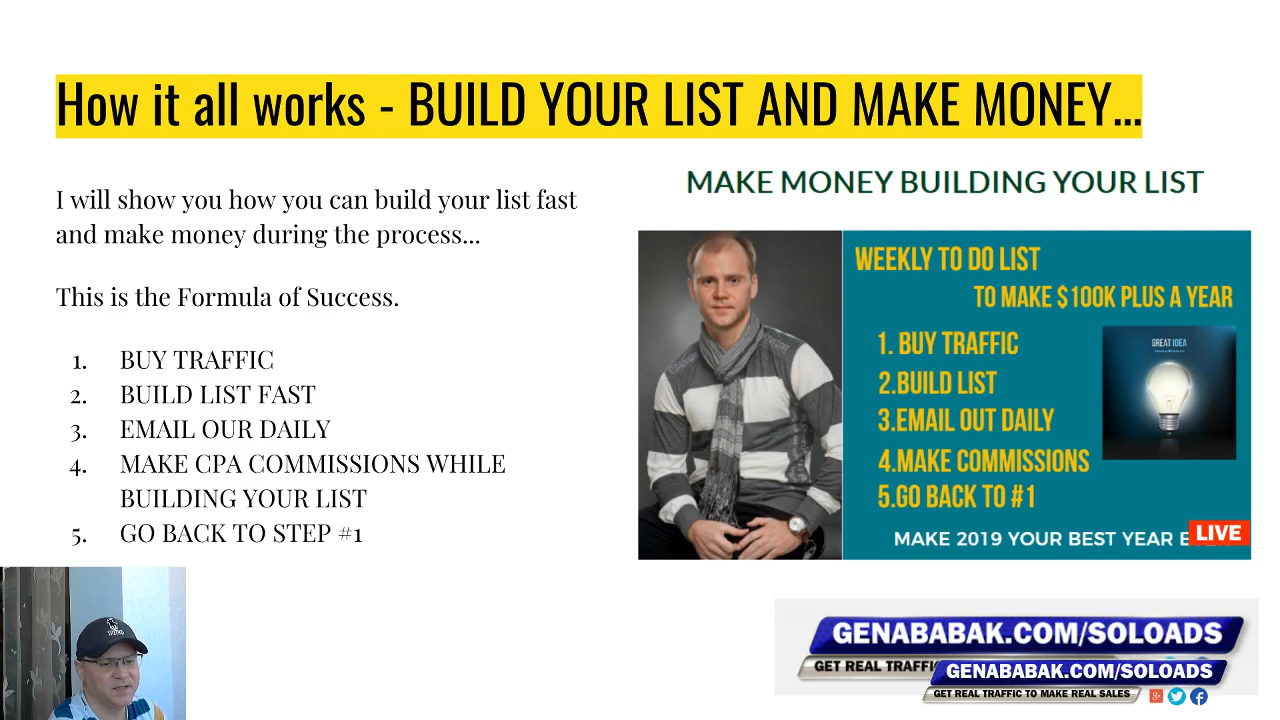 How it all works - BUILD YOUR LIST AND MAKE MONEY...
I will show you how you can build your list fast
and make money during the process...
This is the Formula of Success.
1. BUY TRAFFIC
2. BUILD LIST FAST
3. EMAIL OUR DAILY
4. MAKE CPA COMMISSIONS WHILE
BUILDING YOUR LIST
5. GO BACK TO STEP #1
MAKE MONEY BUILDING YOUR LIST
WEEKLY TO DO LIST
TO MAKE $100K PLUS A YEAR
1. BUY TRAFFIC
2.BUILD LIST
3.EMAIL OUT DAILY
4.MAKE COMMISSIONS
5.GO BACK TO #1
GREAT IDEA
MAKE 2019 YOUR BEST YEAR
LIVE
GENABABAK.COM/SOLOADS
GET REAL
GENABABAK.COM/SOLOADS
GET REAL TRAFFIC TO MAKE REAL SALES